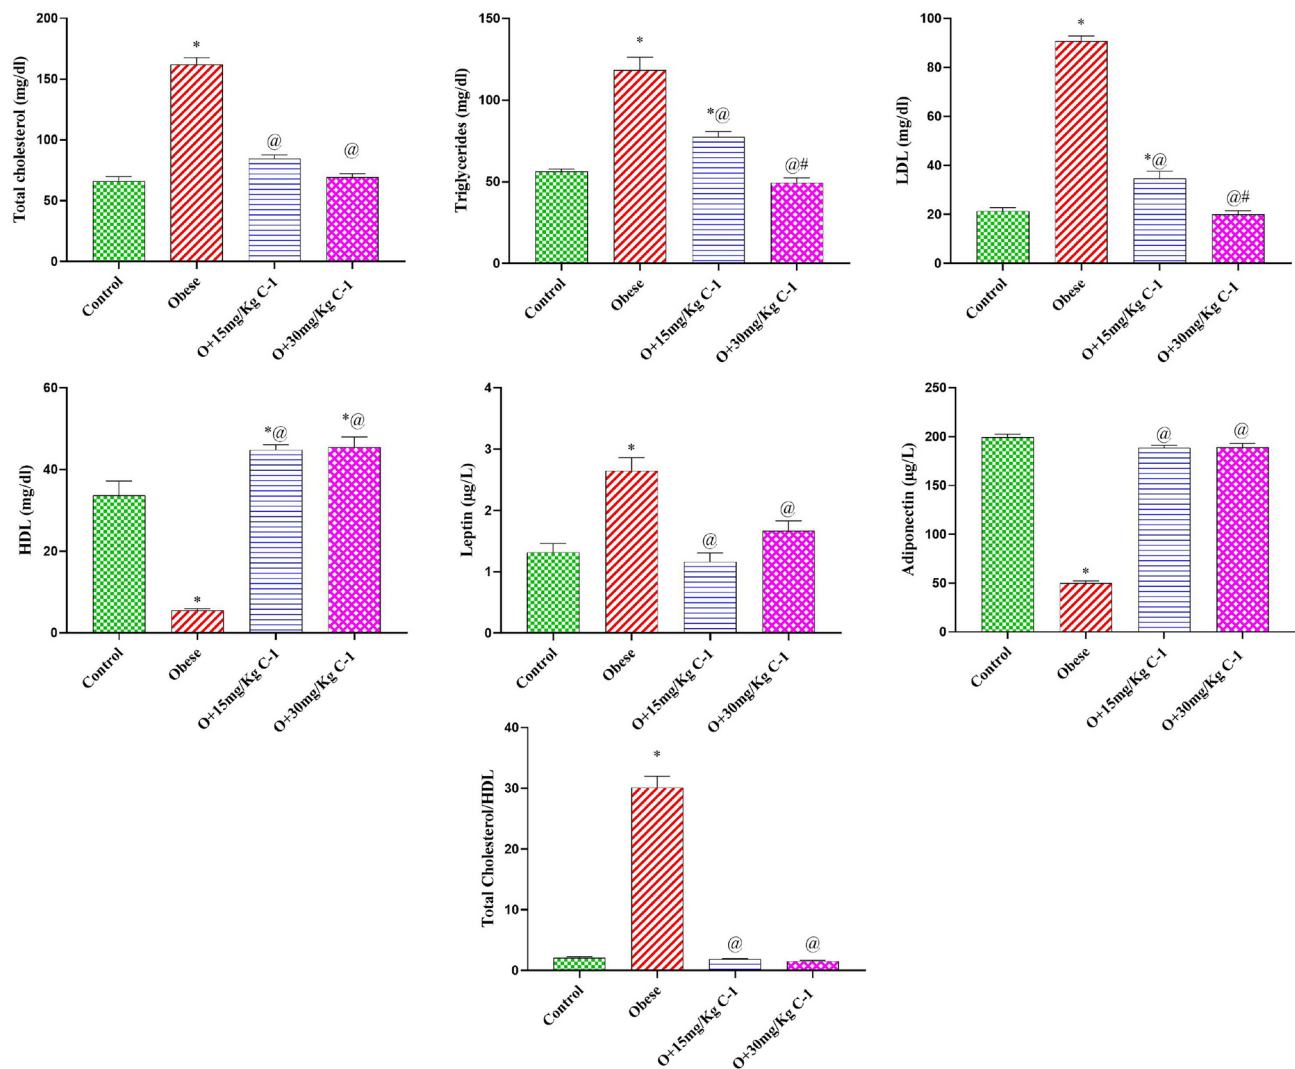 Total cholesterol (mg/dl)
200
150
100
50
0
*
@
@
Control
Obese
O+15mg/Kg C-1
O+30mg/Kg C-1
Triglycerides (mg/dl)
150
100
50
0
*
*@
@#
Control
Obese
O+15mg/Kg C-1
O+30mg/Kg C-1
LDL (mg/dl)
100
80
60
40
20
0
*
*@
@#
Control
Obese
O+15mg/Kg C-1
O+30mg/Kg C-1
HDL (mg/dl)
60
40
20
0
*
*@
*@
Control
Obese
O+15mg/Kg C-1
O+30mg/Kg C-1
Leptin (µg/L)
4
3
2
1
0
*
@
@
Control
Obese
O+15mg/Kg C-1
O+30mg/Kg C-1
Adiponectin (µg/L)
250
200
150
100
50
0
*
@
@
Control
Obese
O+15mg/Kg C-1
O+30mg/Kg C-1
Total Cholesterol/HDL
40
30
20
10
0
*
@
@
Control
Obese
O+15mg/Kg C-1
O+30mg/Kg C-1